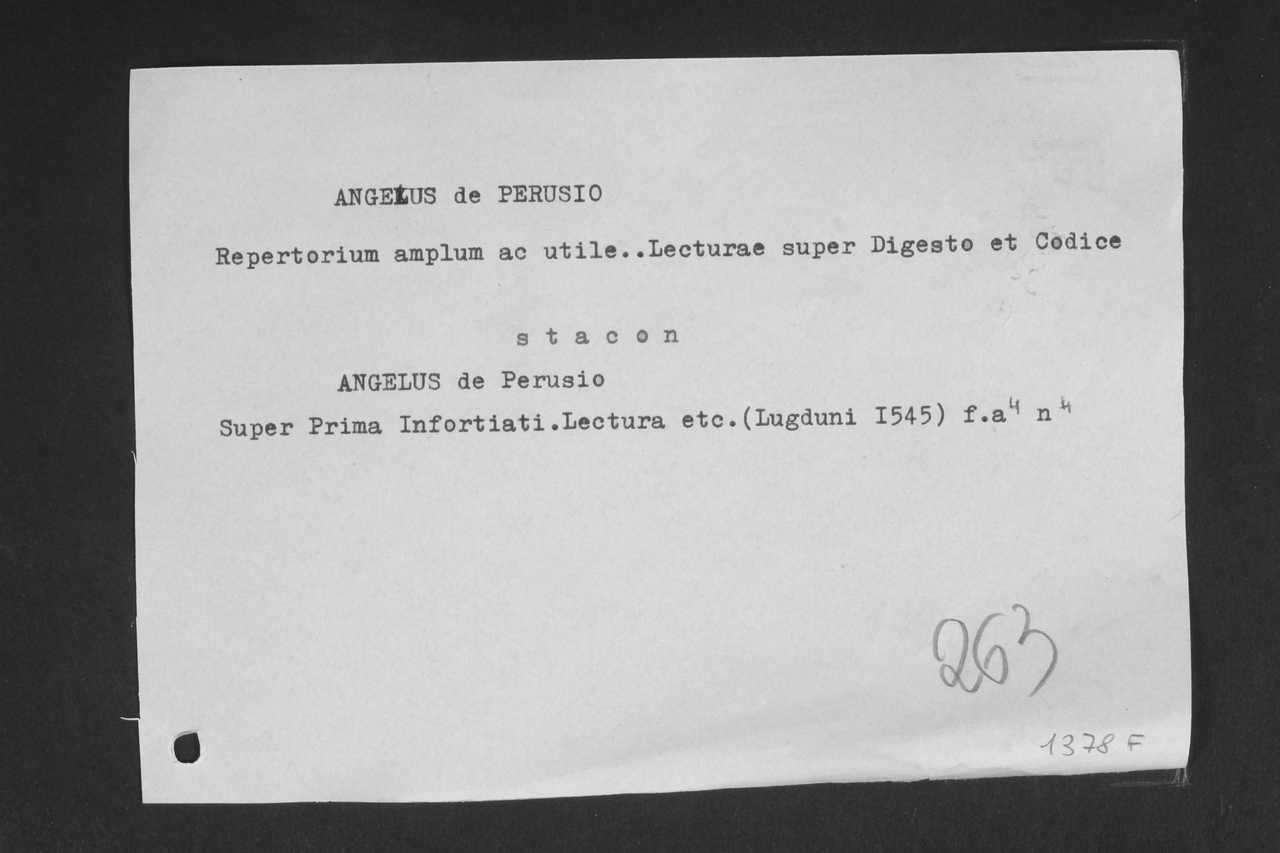 ANGELUS de PERUSIO
Repertorium amplum ac utile..Lecturae super Digesto et Codice
s t a c o n
ANGELUS de Perusio
Super Prima Infortiati.Lectura etc.(Lugduni I545) f.a⁴ n⁴
263
1378 F